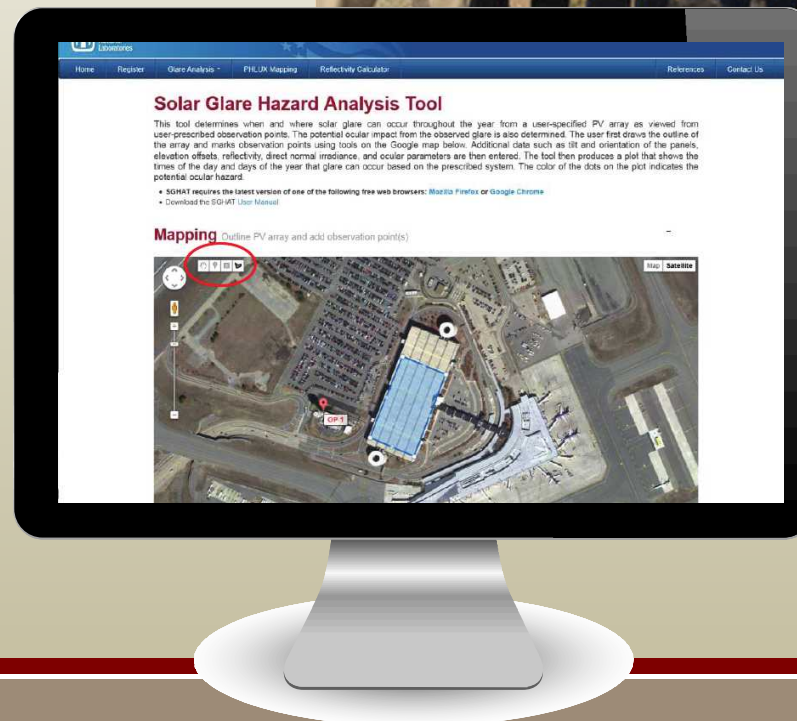 Laboratories
Home Register Glare Analysis PHLUX Mapping Reflectivity Calculator References Contact Us
Solar Glare Hazard Analysis Tool
This tool determines when and where solar glare can occur throughout the year from a user-specified PV array as viewed from
user-prescribed observation points. The potential ocular impact from the observed glare is also determined. The user first draws the outline of
the array and marks observation points using tools on the Google map below. Additional data such as tilt and orientation of the panels,
elevation offsets, reflectivity, direct normal irradiance, and ocular parameters are then entered. The tool then produces a plot that shows the
times of the day and days of the year that glare can occur based on the prescribed system. The color of the dots on the plot indicates the
potential ocular hazard.
• SGHAT requires the latest version of one of the following free web browsers: Mozilla Firefox or Google Chrome
• Download the SGHAT User Manual
Mapping Outline PV array and add observation point(s)
Map Satellite
OP 1